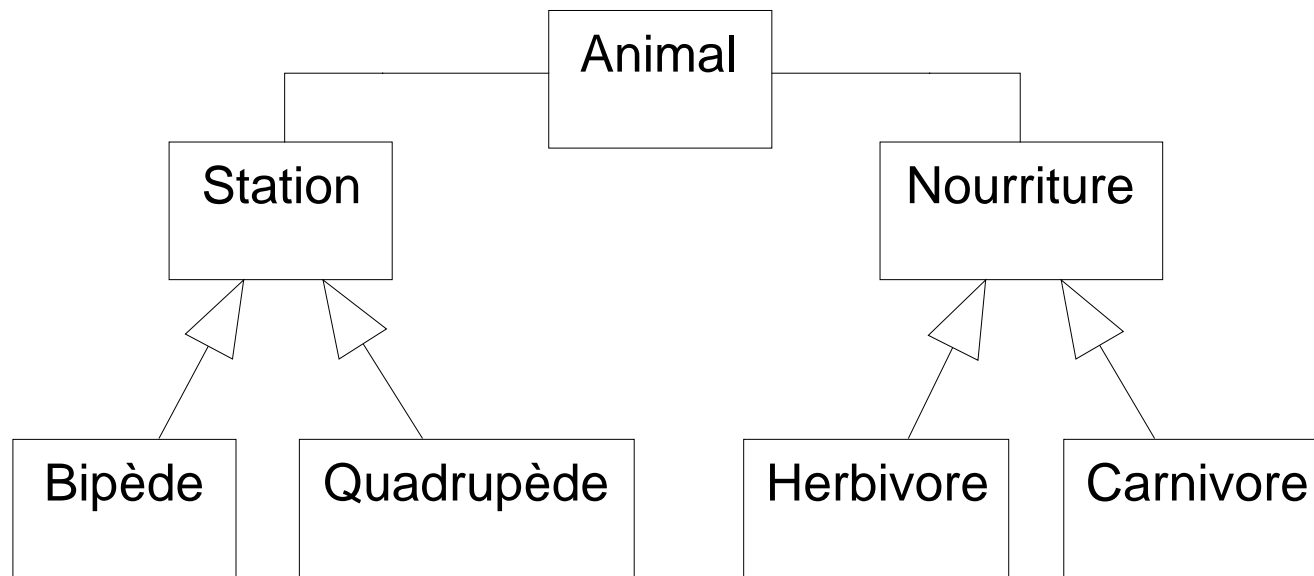 Animal
Station
Nourriture
Bipède
Quadrupède
Herbivore
Carnivore